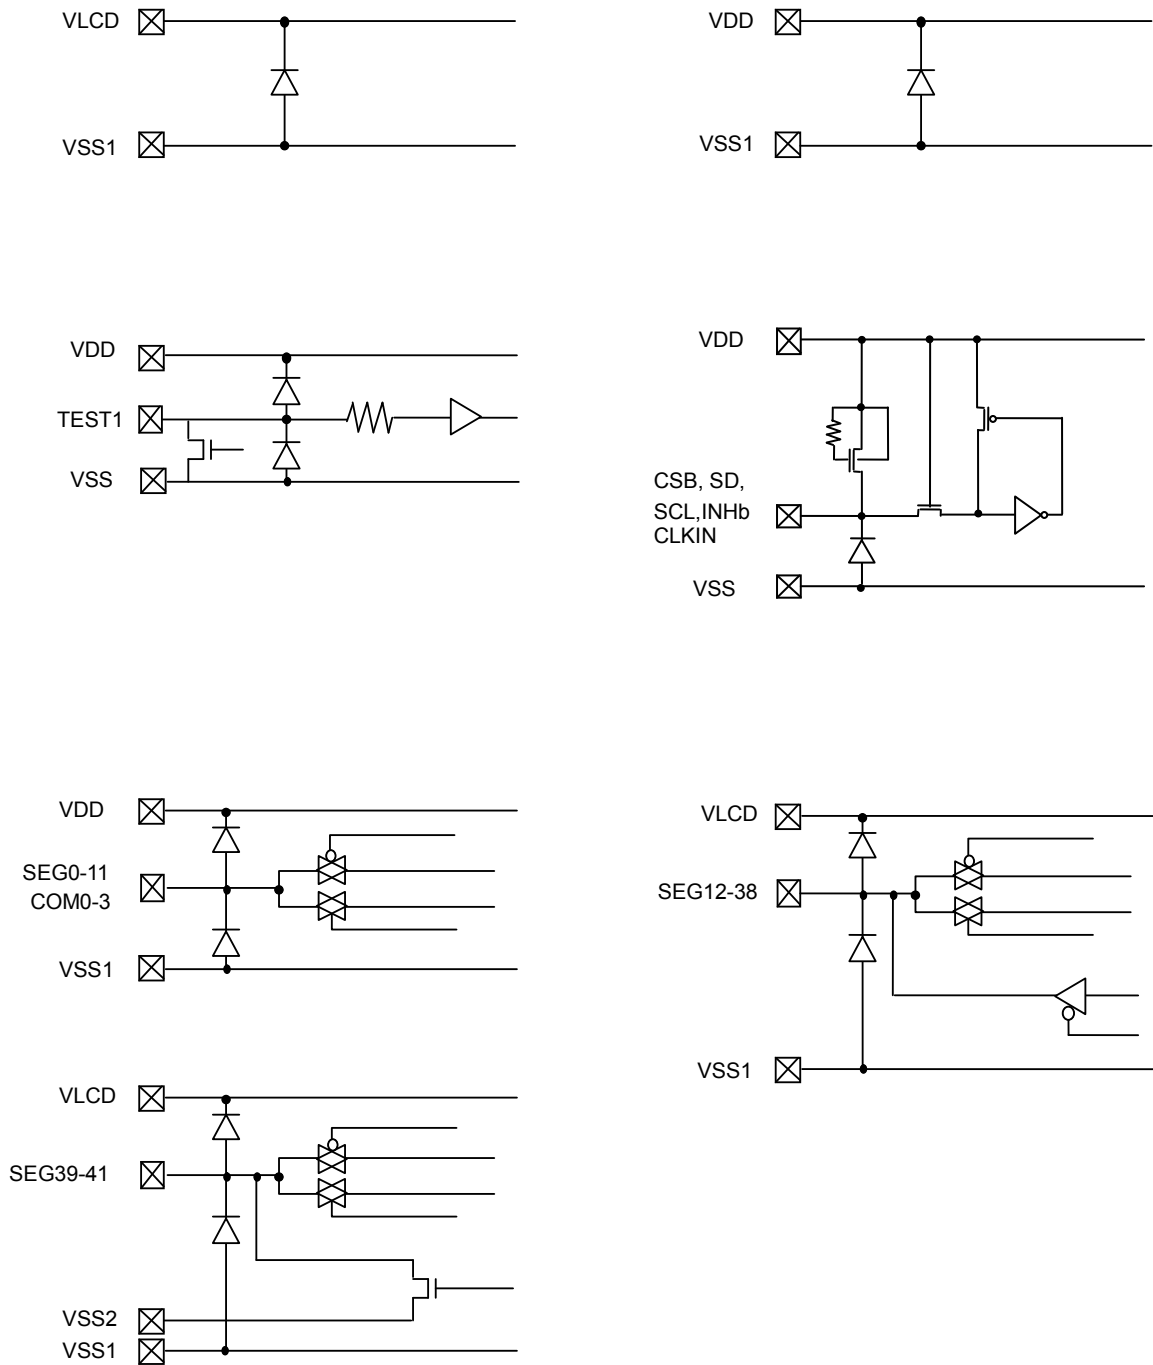 VLCD
VSS1
VDD
VSS1
VDD
TEST1
VSS
VDD
CSB, SD,
SCL,INHb
CLKIN
VSS
VDD
SEG0-11
COM0-3
VSS1
VLCD
SEG12-38
VSS1
VLCD
SEG39-41
VSS2
VSS1